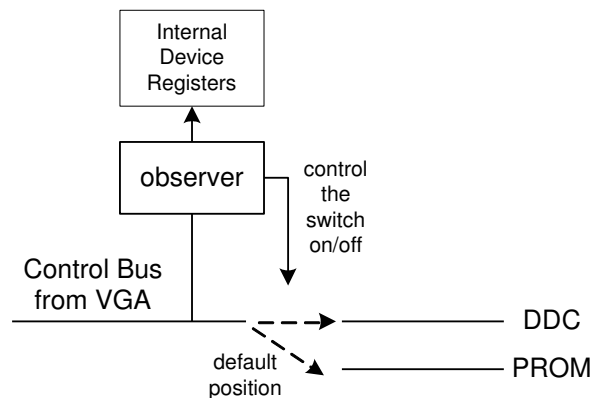 Internal
Device
Registers
observer
control
the
switch
on/off
Control Bus
from VGA
DDC
PROM
default
position